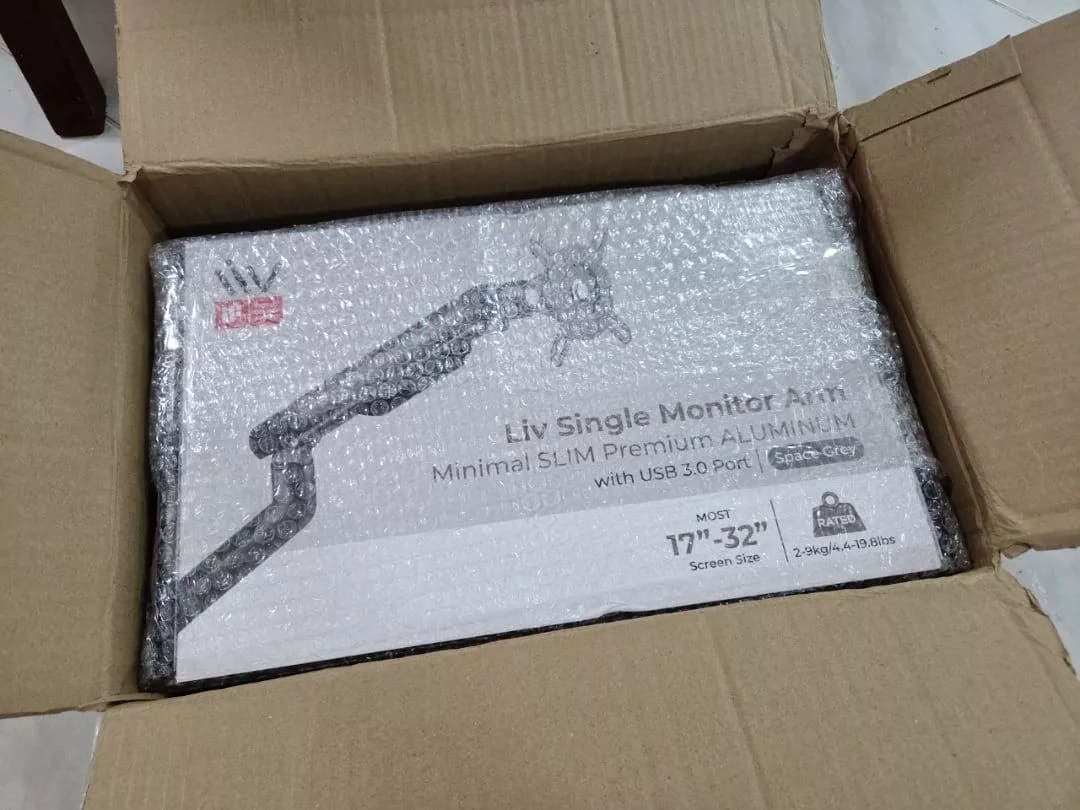 liv
Liv Single Monitor Arm
Minimal SLIM Premium ALUMINUM
with USB 3.0 Port | Space Grey
MOST
17”-32”
Screen Size
RATED
2-9kg/4.4-19.8lbs